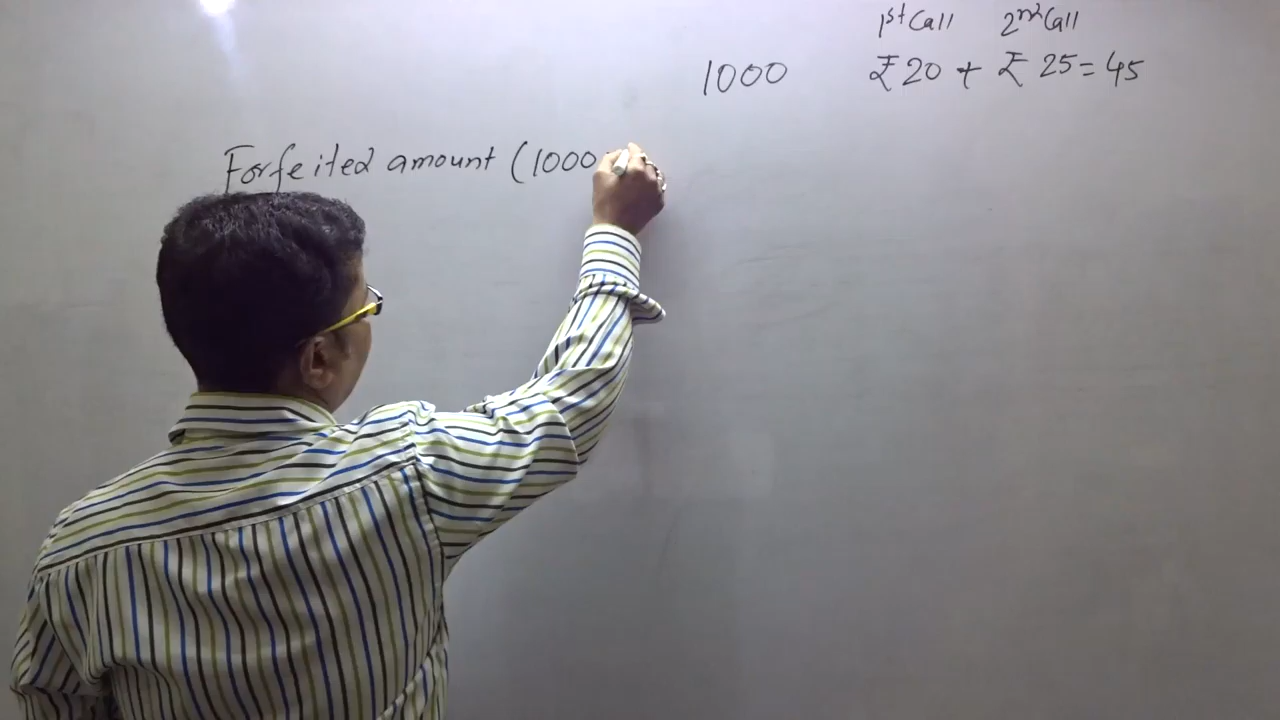 1st Call 2nd Call
1000 ₹ 20 + ₹ 25 = 45
Forfeited amount (1000